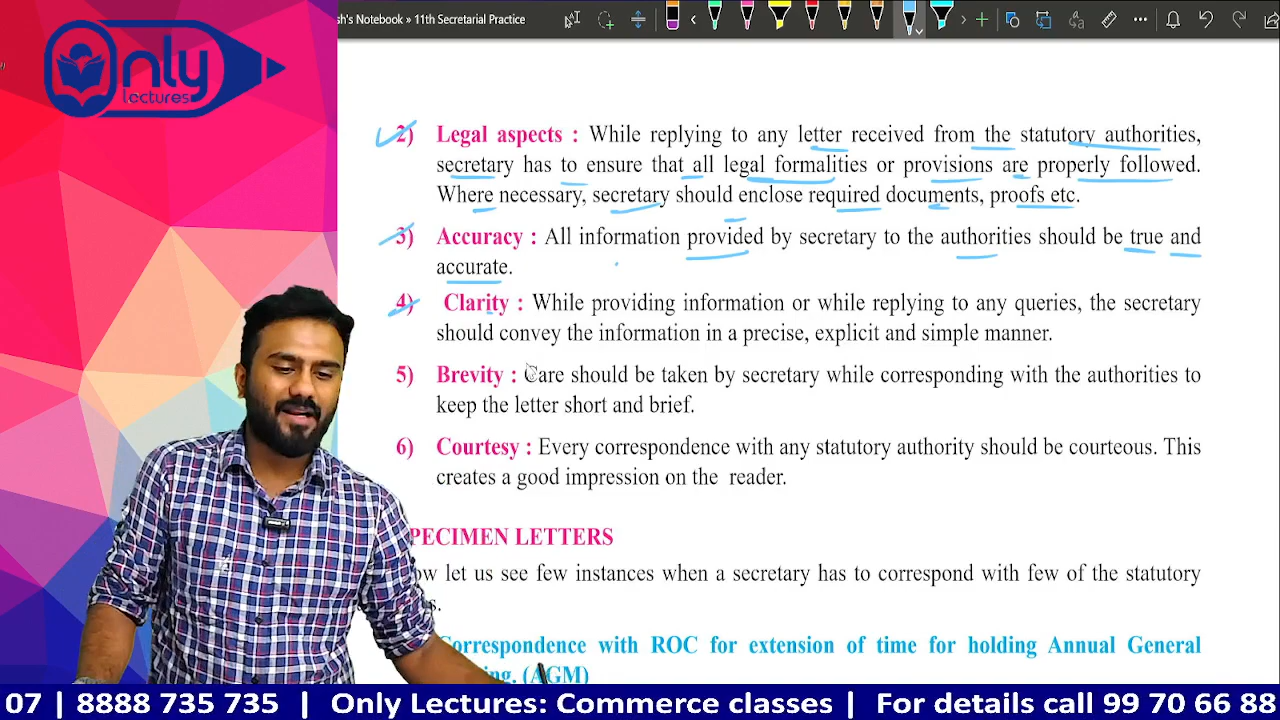 sh's Notebook » 11th Secretarial Practice
Only
lectures
2) Legal aspects : While replying to any letter received from the statutory authorities,
secretary has to ensure that all legal formalities or provisions are properly followed.
Where necessary, secretary should enclose required documents, proofs etc.
3) Accuracy : All information provided by secretary to the authorities should be true and
accurate.
4) Clarity : While providing information or while replying to any queries, the secretary
should convey the information in a precise, explicit and simple manner.
5) Brevity : Care should be taken by secretary while corresponding with the authorities to
keep the letter short and brief.
6) Courtesy : Every correspondence with any statutory authority should be courteous. This
creates a good impression on the reader.
PECIMEN LETTERS
ow let us see few instances when a secretary has to correspond with few of the statutory
s.
Correspondence with ROC for extension of time for holding Annual General
ng. (AGM)
07 | 8888 735 735 | Only Lectures: Commerce classes | For details call 99 70 66 88